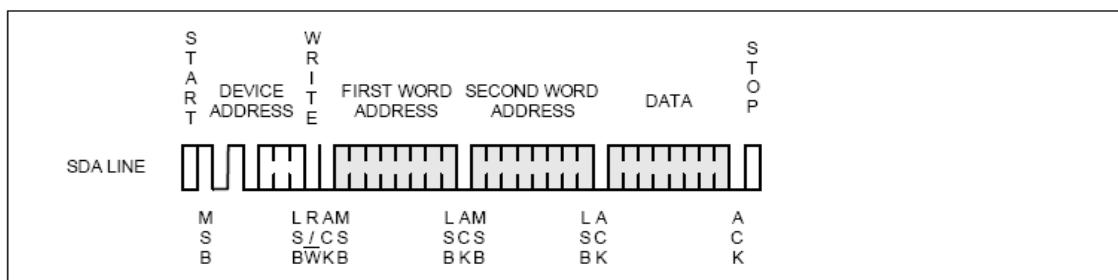 START
DEVICE
ADDRESS
WRITE
FIRST WORD
ADDRESS
SECOND WORD
ADDRESS
DATA
STOP
SDA LINE
MSB
LSB
R/W
ACK
MSB
LSB
ACK
MSB
LSB
ACK
ACK